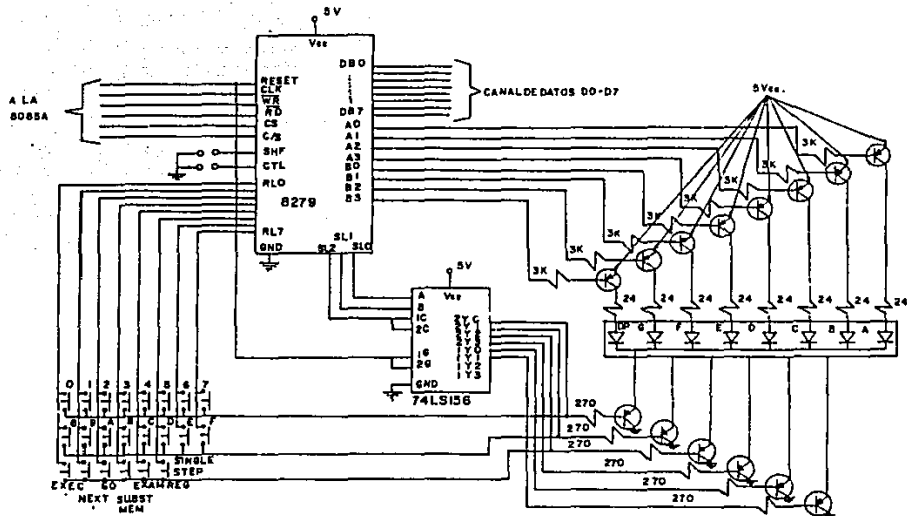 5V
Vcc
RESET
CLK
WR
RD
CS
C/S
SHF
CTL
RL0
RL7
GND
8279
SL2
SL1
SL0
DB0
DB7
A0
A1
A2
A3
B0
B1
B2
B3
A LA
8085A
CANAL DE DATOS D0-D7
5Vcc.
3K
3K
3K
3K
3K
3K
3K
3K
24
24
24
24
24
24
24
24
DP G F E D C B A
5V
Vcc
A
B
1C
2C
1G
2G
GND
74LS156
270
270
270
270
270
270
0 1 2 3 4 5 6 7
9 A B C D E F
SINGLE
STEP
EXEC GO EXAM REG
NEXT SUBST
MEM